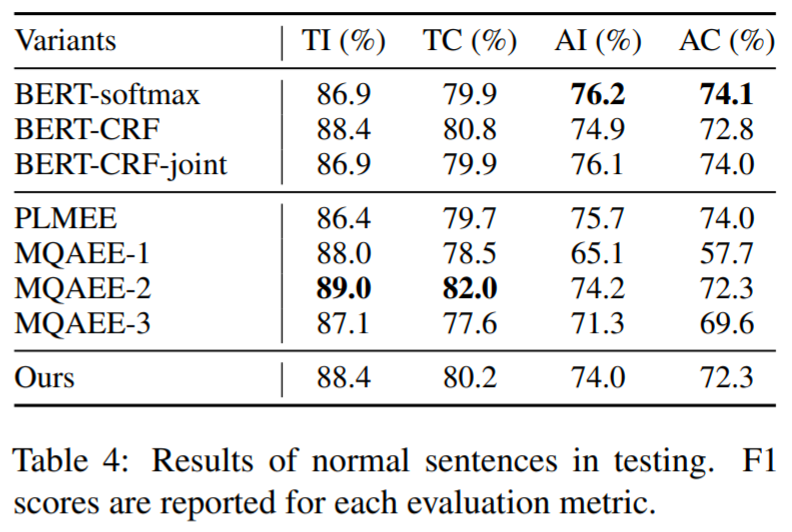 Variants TI (%) TC (%) AI (%) AC (%)
BERT-softmax 86.9 79.9 76.2 74.1
BERT-CRF 88.4 80.8 74.9 72.8
BERT-CRF-joint 86.9 79.9 76.1 74.0
PLMEE 86.4 79.7 75.7 74.0
MQAEE-1 88.0 78.5 65.1 57.7
MQAEE-2 89.0 82.0 74.2 72.3
MQAEE-3 87.1 77.6 71.3 69.6
Ours 88.4 80.2 74.0 72.3
Table 4: Results of normal sentences in testing. F1
scores are reported for each evaluation metric.